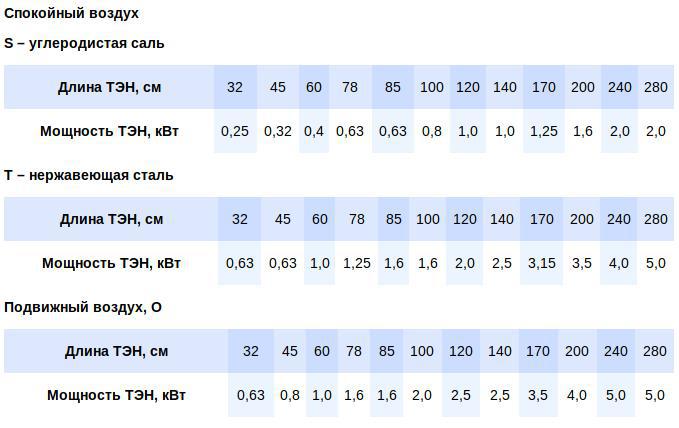 Спокойный воздух
S – углеродистая саль
Длина ТЭН, см 32 45 60 78 85 100 120 140 170 200 240 280
Мощность ТЭН, кВт 0,25 0,32 0,4 0,63 0,63 0,8 1,0 1,0 1,25 1,6 2,0 2,0
T – нержавеющая сталь
Длина ТЭН, см 32 45 60 78 85 100 120 140 170 200 240 280
Мощность ТЭН, кВт 0,63 0,63 1,0 1,25 1,6 1,6 2,0 2,5 3,15 3,5 4,0 5,0
Подвижный воздух, О
Длина ТЭН, см 32 45 60 78 85 100 120 140 170 200 240 280
Мощность ТЭН, кВт 0,63 0,8 1,0 1,6 1,6 2,0 2,5 2,5 3,5 4,0 5,0 5,0